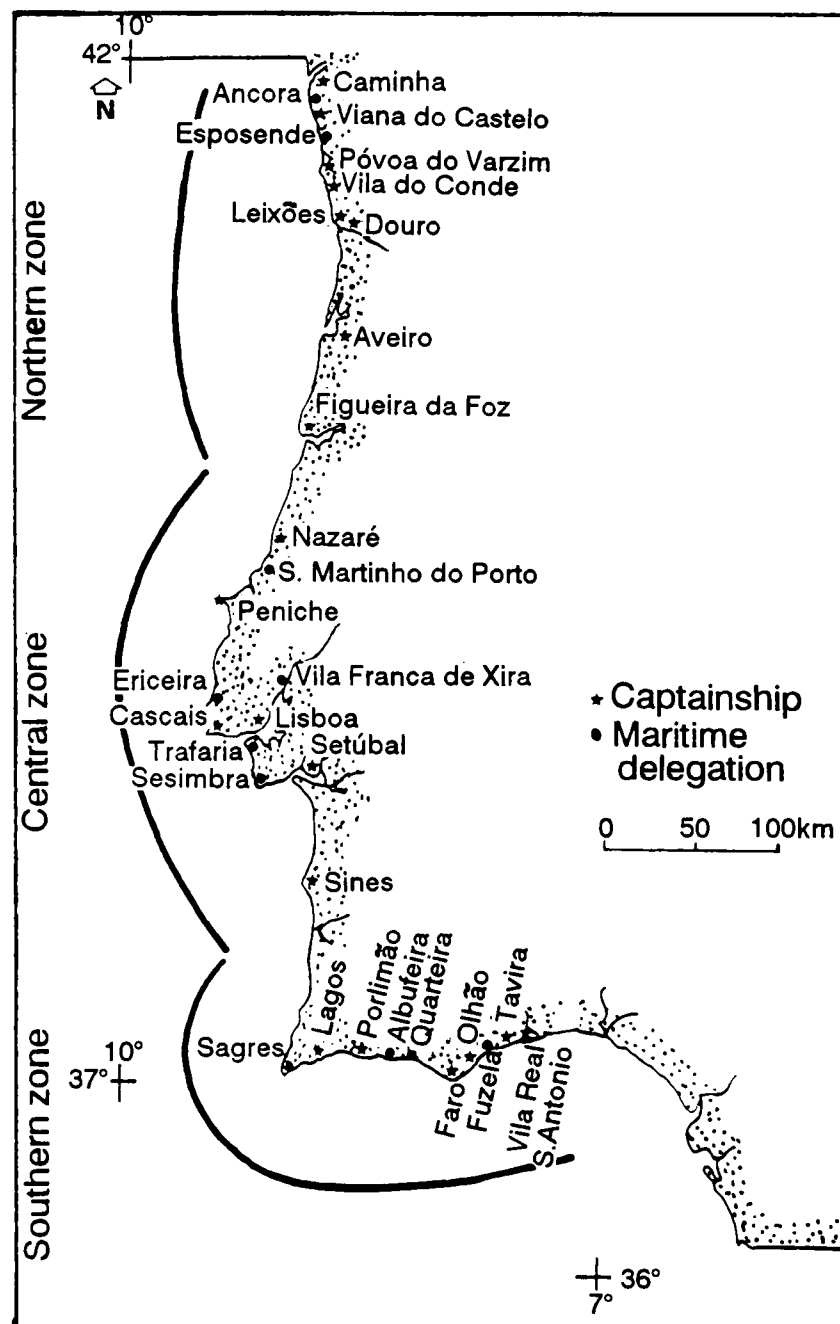 10°
42°
N
Caminha
Ancora
Viana do Castelo
Esposende
Póvoa do Varzim
Vila do Conde
Leixões
Douro
Aveiro
Figueira da Foz
Nazaré
S. Martinho do Porto
Peniche
Ericeira
Vila Franca de Xira
Cascais
Lisboa
Trafaria
Setúbal
Sesimbra
Sines
Lagos
Porlimão
Albufeira
Quarteira
Olhão
Tavira
Sagres
Faro
Fuzela
Vila Real
S.Antonio
10°
37°
36°
7°
Northern zone
Central zone
Southern zone
Captainship
Maritime
delegation
0 50 100km